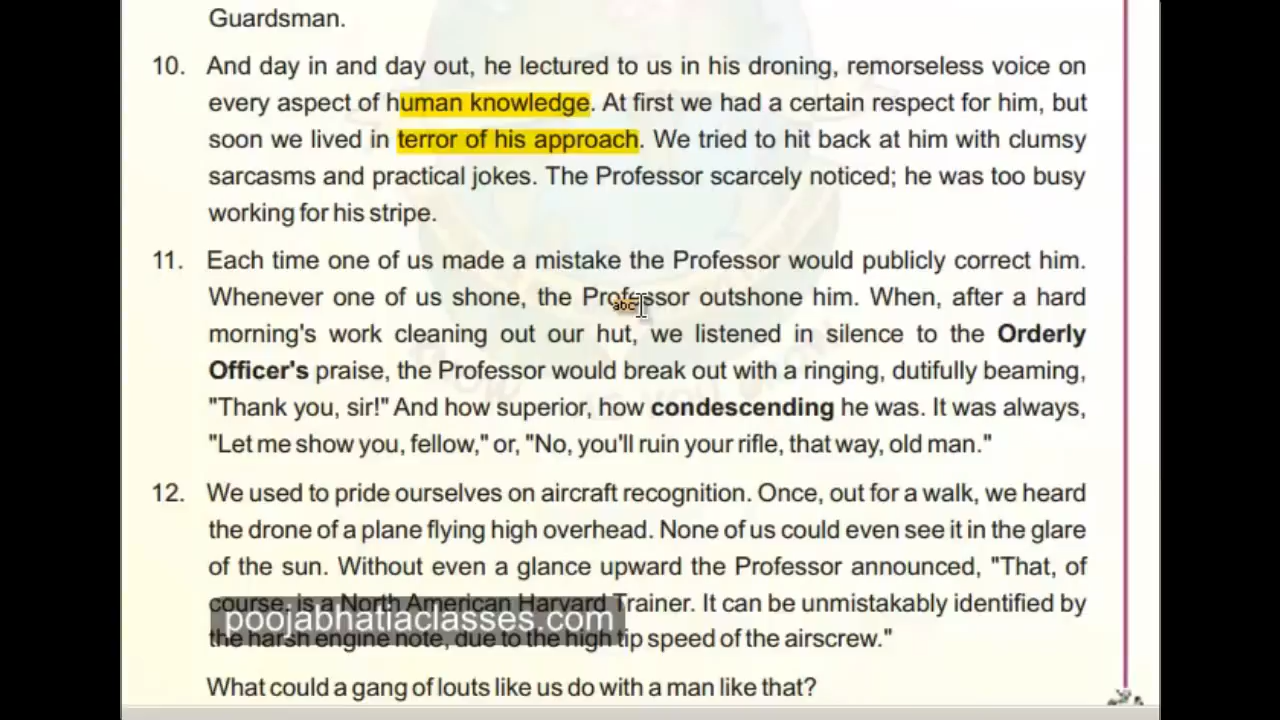 Guardsman.
10. And day in and day out, he lectured to us in his droning, remorseless voice on
every aspect of human knowledge. At first we had a certain respect for him, but
soon we lived in terror of his approach. We tried to hit back at him with clumsy
sarcasms and practical jokes. The Professor scarcely noticed; he was too busy
working for his stripe.
11. Each time one of us made a mistake the Professor would publicly correct him.
Whenever one of us shone, the Professor outshone him. When, after a hard
morning's work cleaning out our hut, we listened in silence to the Orderly
Officer's praise, the Professor would break out with a ringing, dutifully beaming,
"Thank you, sir!" And how superior, how condescending he was. It was always,
"Let me show you, fellow," or, "No, you'll ruin your rifle, that way, old man."
12. We used to pride ourselves on aircraft recognition. Once, out for a walk, we heard
the drone of a plane flying high overhead. None of us could even see it in the glare
of the sun. Without even a glance upward the Professor announced, "That, of
course, is a North American Harvard Trainer. It can be unmistakably identified by
poojabhatiaclasses.com
the harsh engine note, due to the high tip speed of the airscrew."
What could a gang of louts like us do with a man like that?